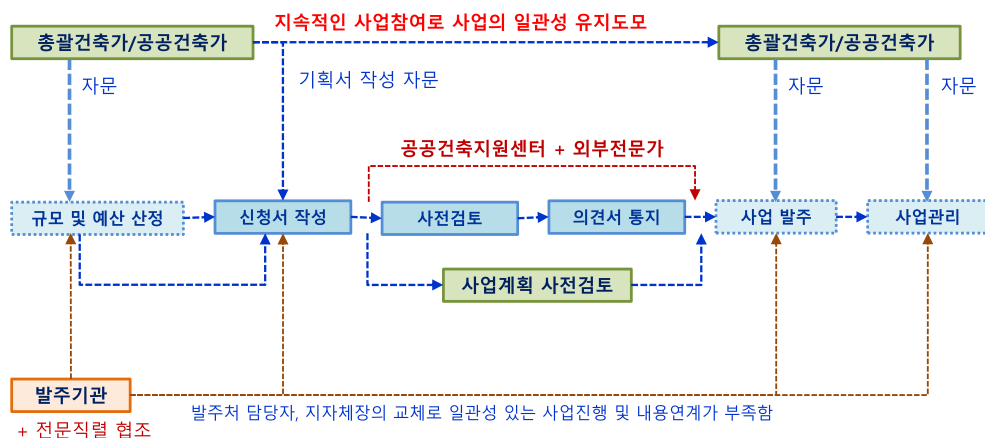 지속적인 사업참여로 사업의 일관성 유지도모
총괄건축가/공공건축가
총괄건축가/공공건축가
자문
기획서 작성 자문
자문
자문
공공건축지원센터 + 외부전문가
규모 및 예산 산정
신청서 작성
사전검토
의견서 통지
사업 발주
사업관리
사업계획 사전검토
발주기관
발주처 담당자, 지자체장의 교체로 일관성 있는 사업진행 및 내용연계가 부족함
+ 전문직렬 협조